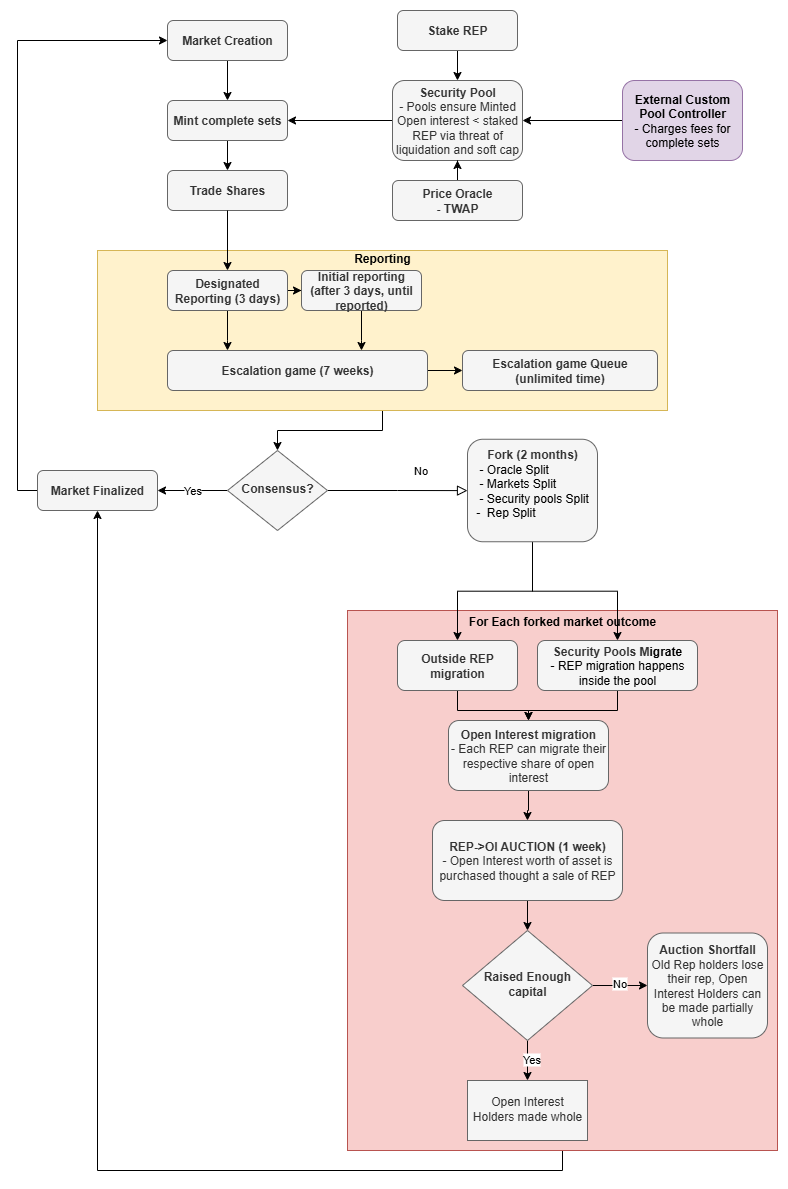 Stake REP
Market Creation
Security Pool
- Pools ensure Minted
Open interest < staked
REP via threat of
liquidation and soft cap
External Custom
Pool Controller
- Charges fees for
complete sets
Mint complete sets
Trade Shares
Price Oracle
- TWAP
Reporting
Designated
Reporting (3 days)
Initial reporting
(after 3 days, until
reported)
Escalation game (7 weeks)
Escalation game Queue
(unlimited time)
Market Finalized
Yes
Consensus?
No
Fork (2 months)
- Oracle Split
- Markets Split
- Security pools Split
- Rep Split
For Each forked market outcome
Outside REP
migration
Security Pools Migrate
- REP migration happens
inside the pool
Open Interest migration
- Each REP can migrate their
respective share of open
interest
REP->OI AUCTION (1 week)
- Open Interest worth of asset is
purchased thought a sale of REP
Raised Enough
capital
No
Auction Shortfall
Old Rep holders lose
their rep, Open
Interest Holders can
be made partially
whole
Yes
Open Interest
Holders made whole